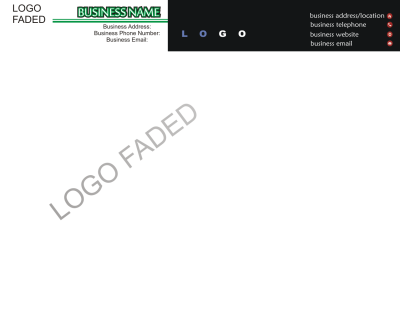 LOGO
FADED
BUSINESS NAME
Business Address:
Business Phone Number:
Business Email:
L O G O
business address/location
business telephone
business website
business email
LOGO FADED